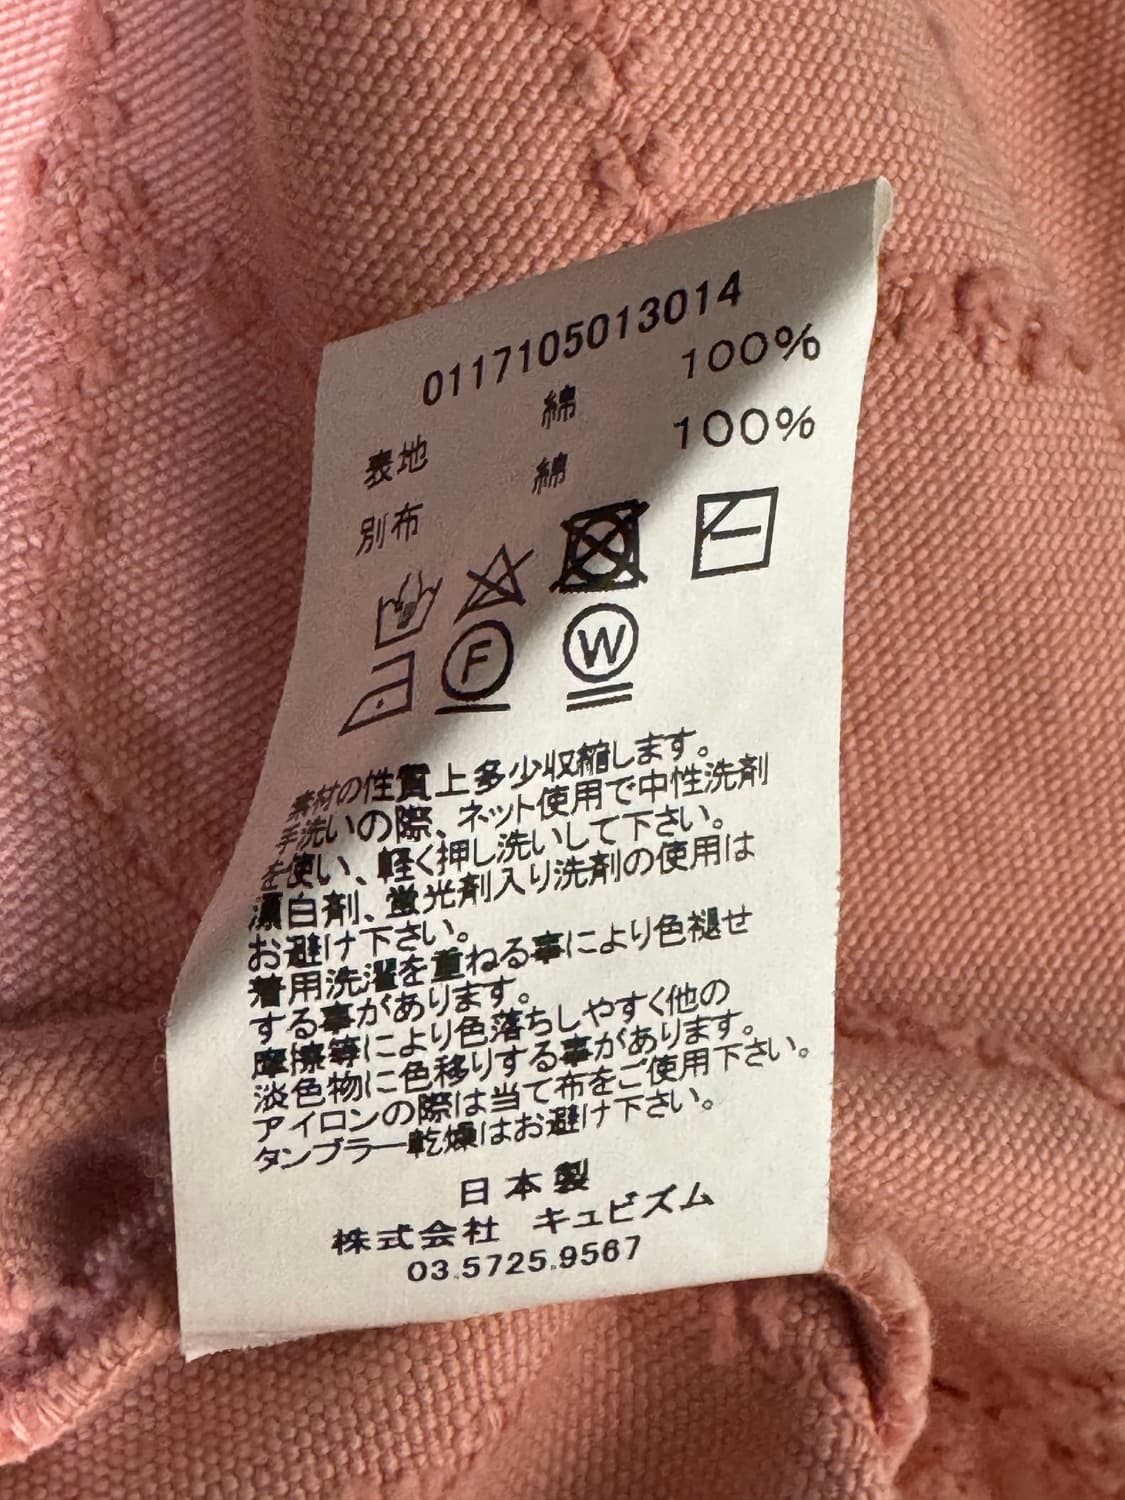 0117105013014
表地 綿 100%
別布 綿 100%
F W
素材の性質上多少収縮します。
手洗いの際、ネット使用で中性洗剤
を使い、軽く押し洗いして下さい。
漂白剤、蛍光剤入り洗剤の使用は
お避け下さい。
着用洗濯を重ねる事により色褪せ
する事があります。
摩擦等により色落ちしやすく他の
淡色物に色移りする事があります。
アイロンの際は当て布をご使用下さい。
タンブラー乾燥はお避け下さい。
日本製
株式会社 キュビズム
03.5725.9567